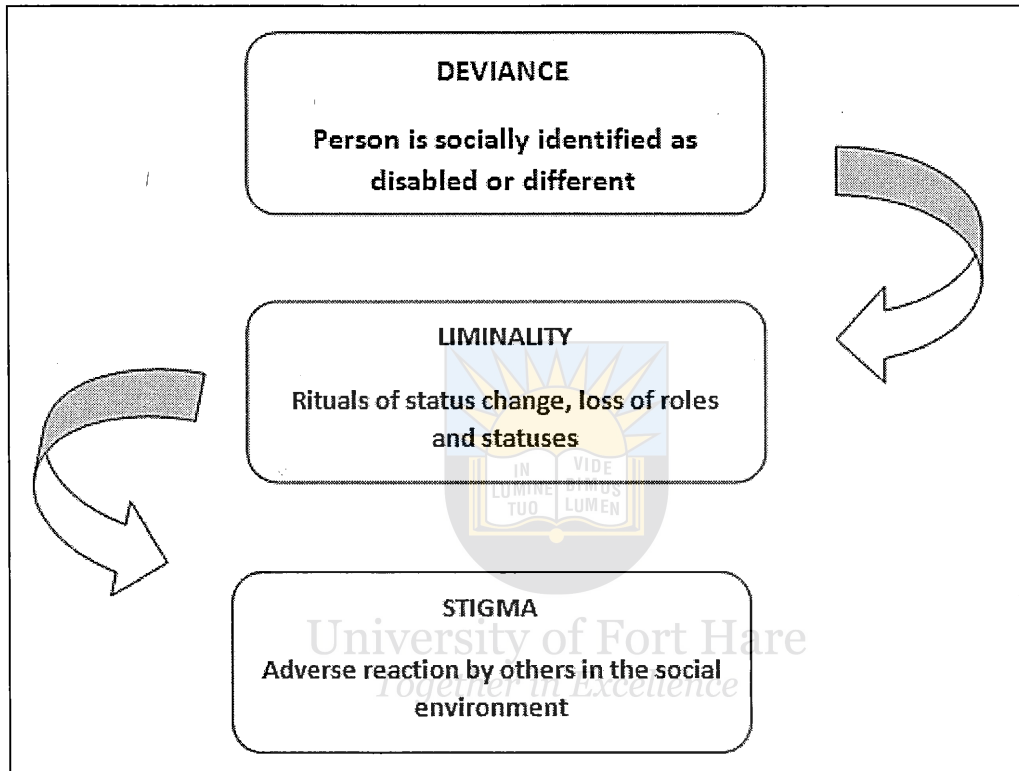 DEVIANCE
Person is socially identified as
disabled or different
LIMINALITY
Rituals of status change, loss of roles
and statuses
IN
LUMINE
TUO
VIDE
BIMUS
LUMEN
STIGMA
University of Fort Hare
Adverse reaction by others in the social
Together in Excellence
environment